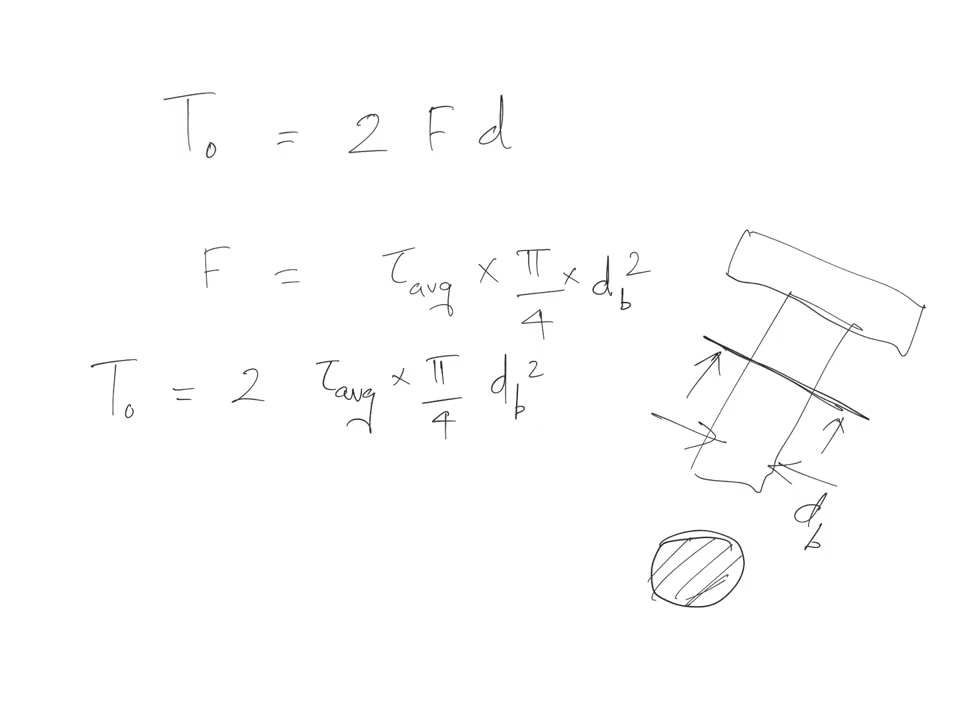 T₀ = 2 F d
F = τ_avg × π/4 × d_b²
T₀ = 2 τ_avg × π/4 d_b²
d_b